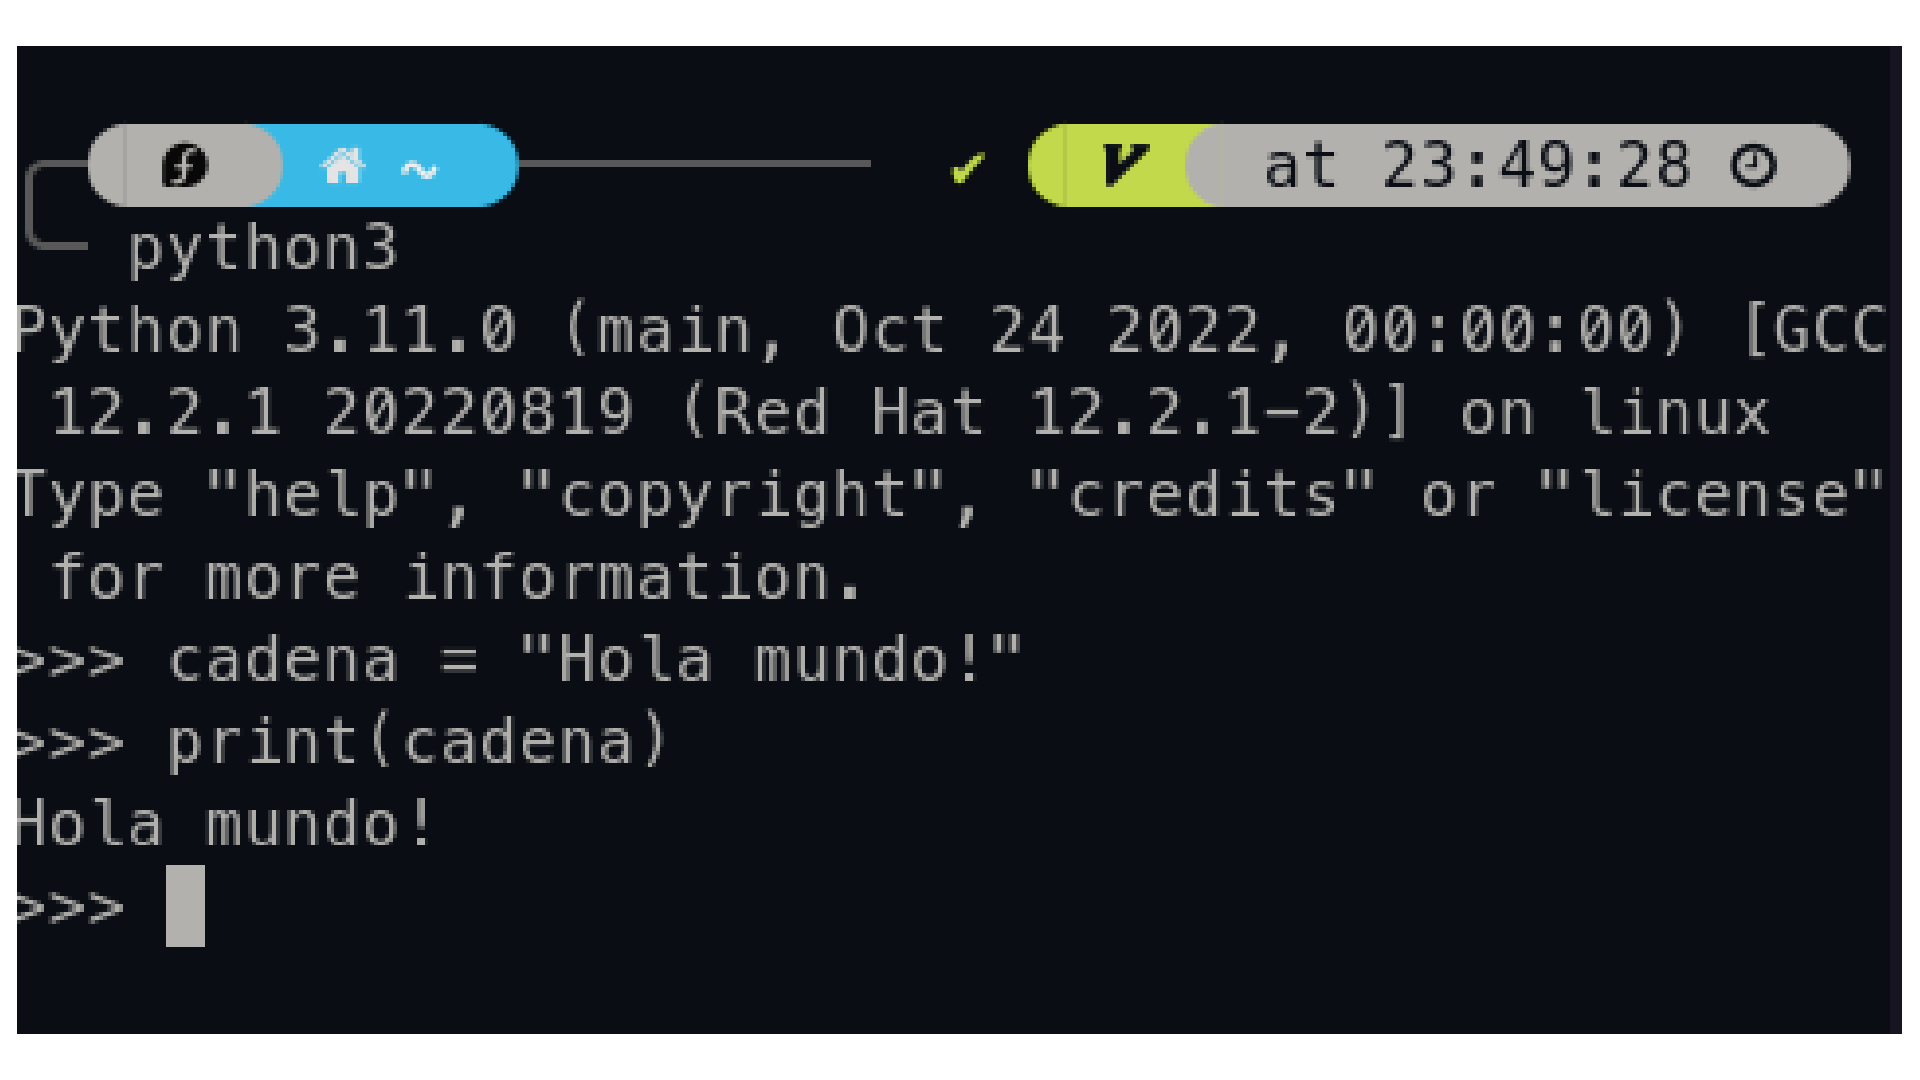 ~ ✔ V at 23:49:28
python3
Python 3.11.0 (main, Oct 24 2022, 00:00:00) [GCC
12.2.1 20220819 (Red Hat 12.2.1-2)] on linux
Type "help", "copyright", "credits" or "license"
for more information.
>>> cadena = "Hola mundo!"
>>> print(cadena)
Hola mundo!
>>>